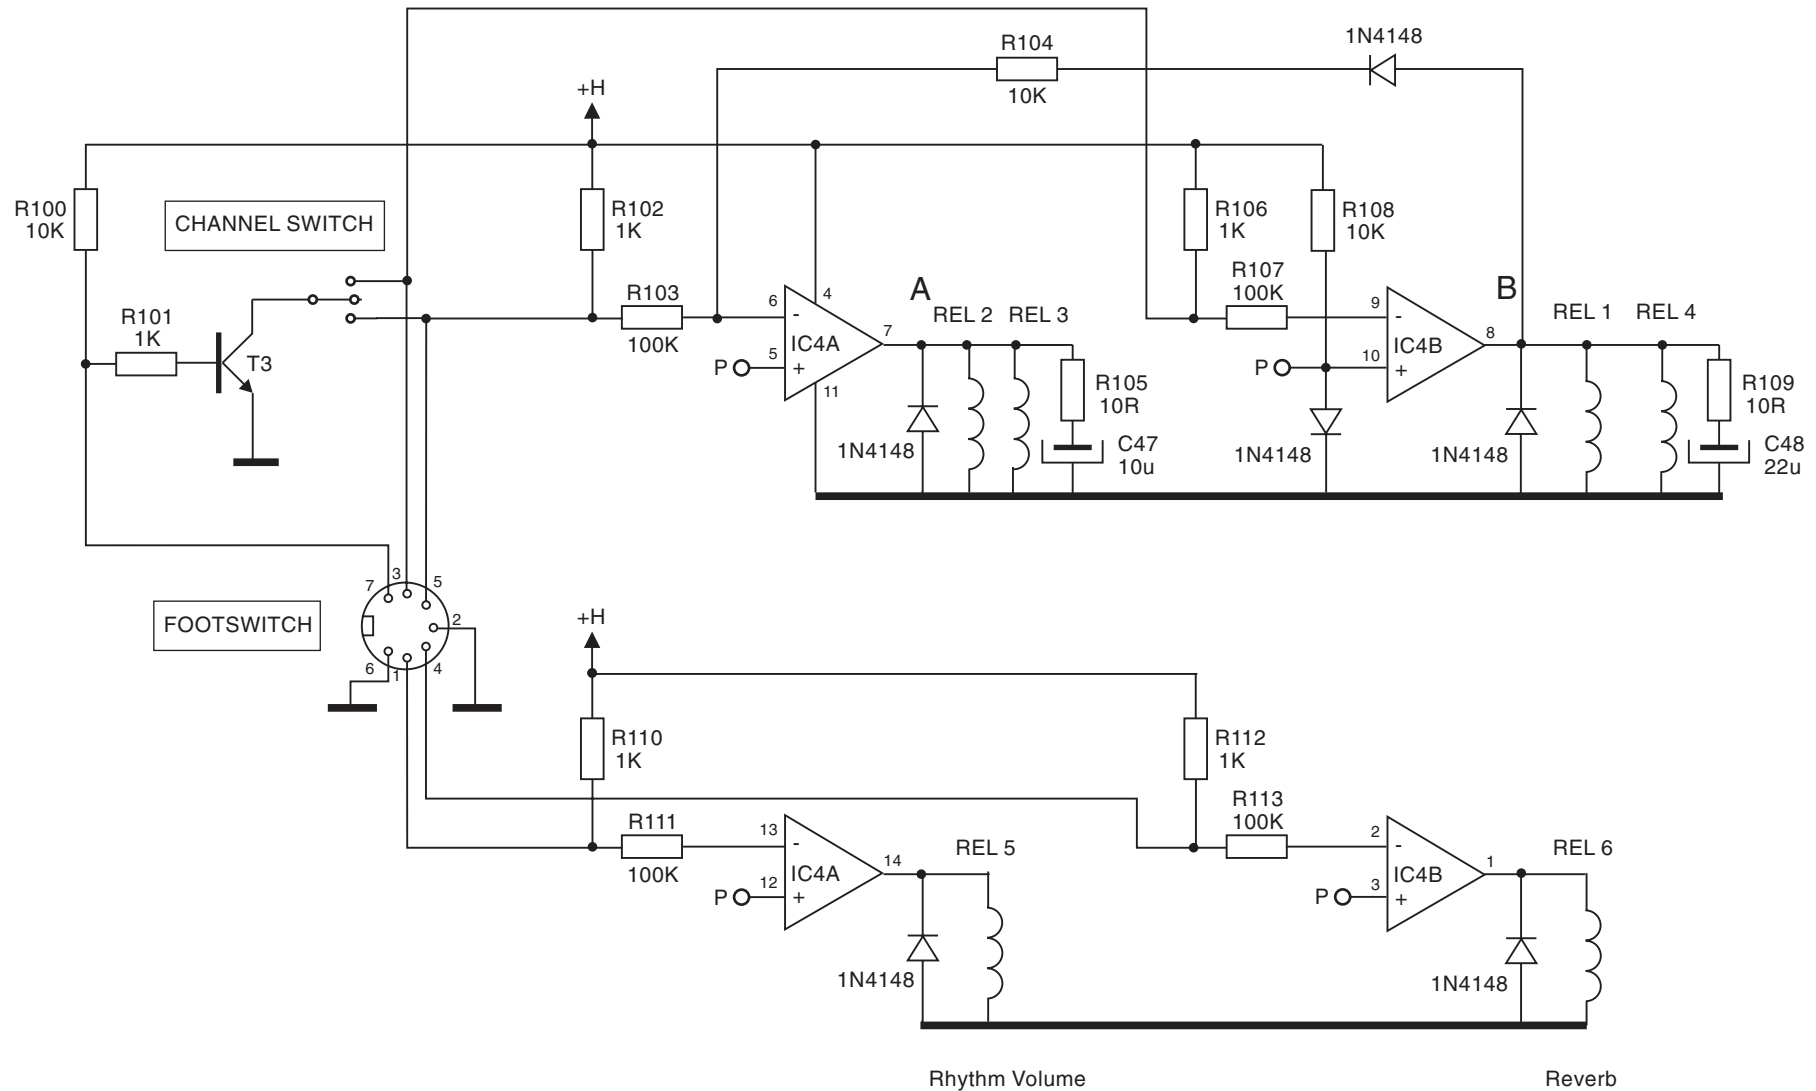 R104
1N4148
10K
+H
R100
10K
CHANNEL SWITCH
R102
1K
R106
1K
R108
10K
R101
1K
T3
R103
100K
6
-
4
IC4A
5
+
P
11
7
A
REL 2
REL 3
R105
10R
C47
10u
1N4148
R107
100K
9
-
IC4B
10
+
P
8
B
REL 1
REL 4
R109
10R
C48
22u
1N4148
1N4148
FOOTSWITCH
7
3
5
2
6
1
4
+H
R110
1K
R112
1K
R111
100K
13
-
IC4A
12
+
P
14
REL 5
1N4148
R113
100K
2
-
IC4B
3
+
P
1
REL 6
1N4148
Rhythm Volume
Reverb